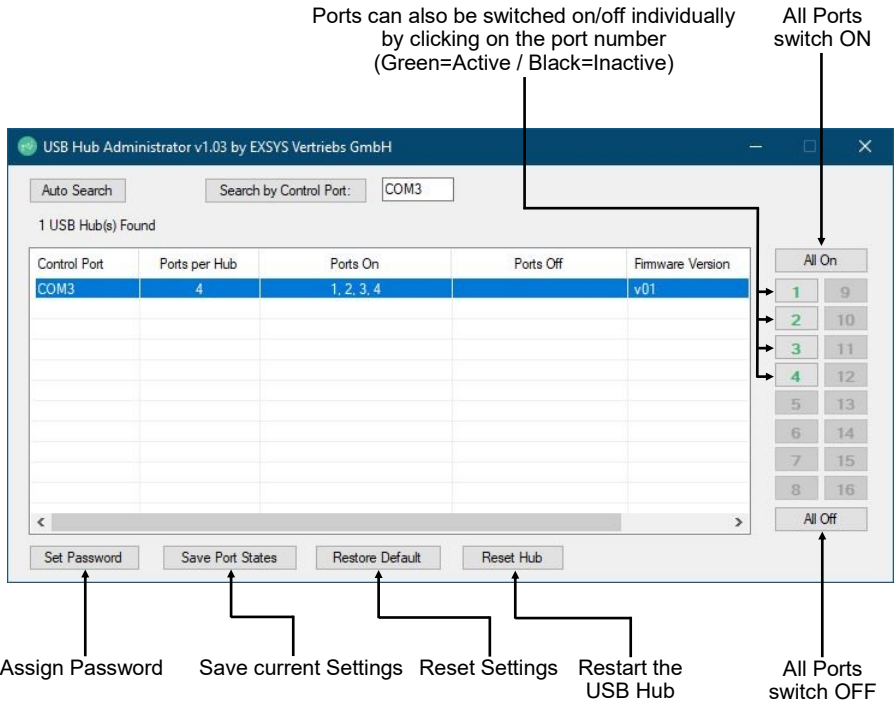 Ports can also be switched on/off individually
by clicking on the port number
(Green=Active / Black=Inactive)
All Ports
switch ON
USB Hub Administrator v1.03 by EXSYS Vertriebs GmbH
Auto Search
Search by Control Port:
COM3
1 USB Hub(s) Found
Control Port Ports per Hub Ports On Ports Off Firmware Version
COM3 4 1, 2, 3, 4 v01
All On
1 9
2 10
3 11
4 12
5 13
6 14
7 15
8 16
All Off
Set Password Save Port States Restore Default Reset Hub
Assign Password
Save current Settings
Reset Settings
Restart the
USB Hub
All Ports
switch OFF